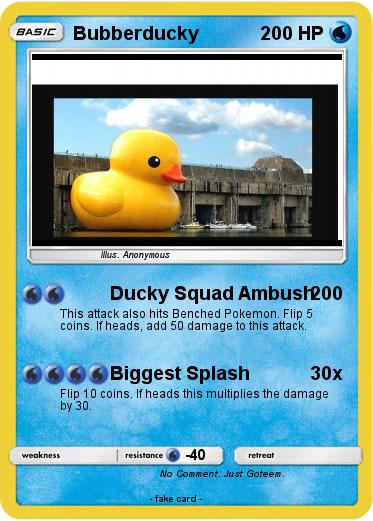 BASIC Bubberducky 200 HP
Illus. Anonymous
Ducky Squad Ambush 200
This attack also hits Benched Pokemon. Flip 5
coins. If heads, add 50 damage to this attack.
Biggest Splash 30x
Flip 10 coins. If heads this multiplies the damage
by 30.
weakness resistance -40 retreat
No Comment. Just Goteem.
- fake card -